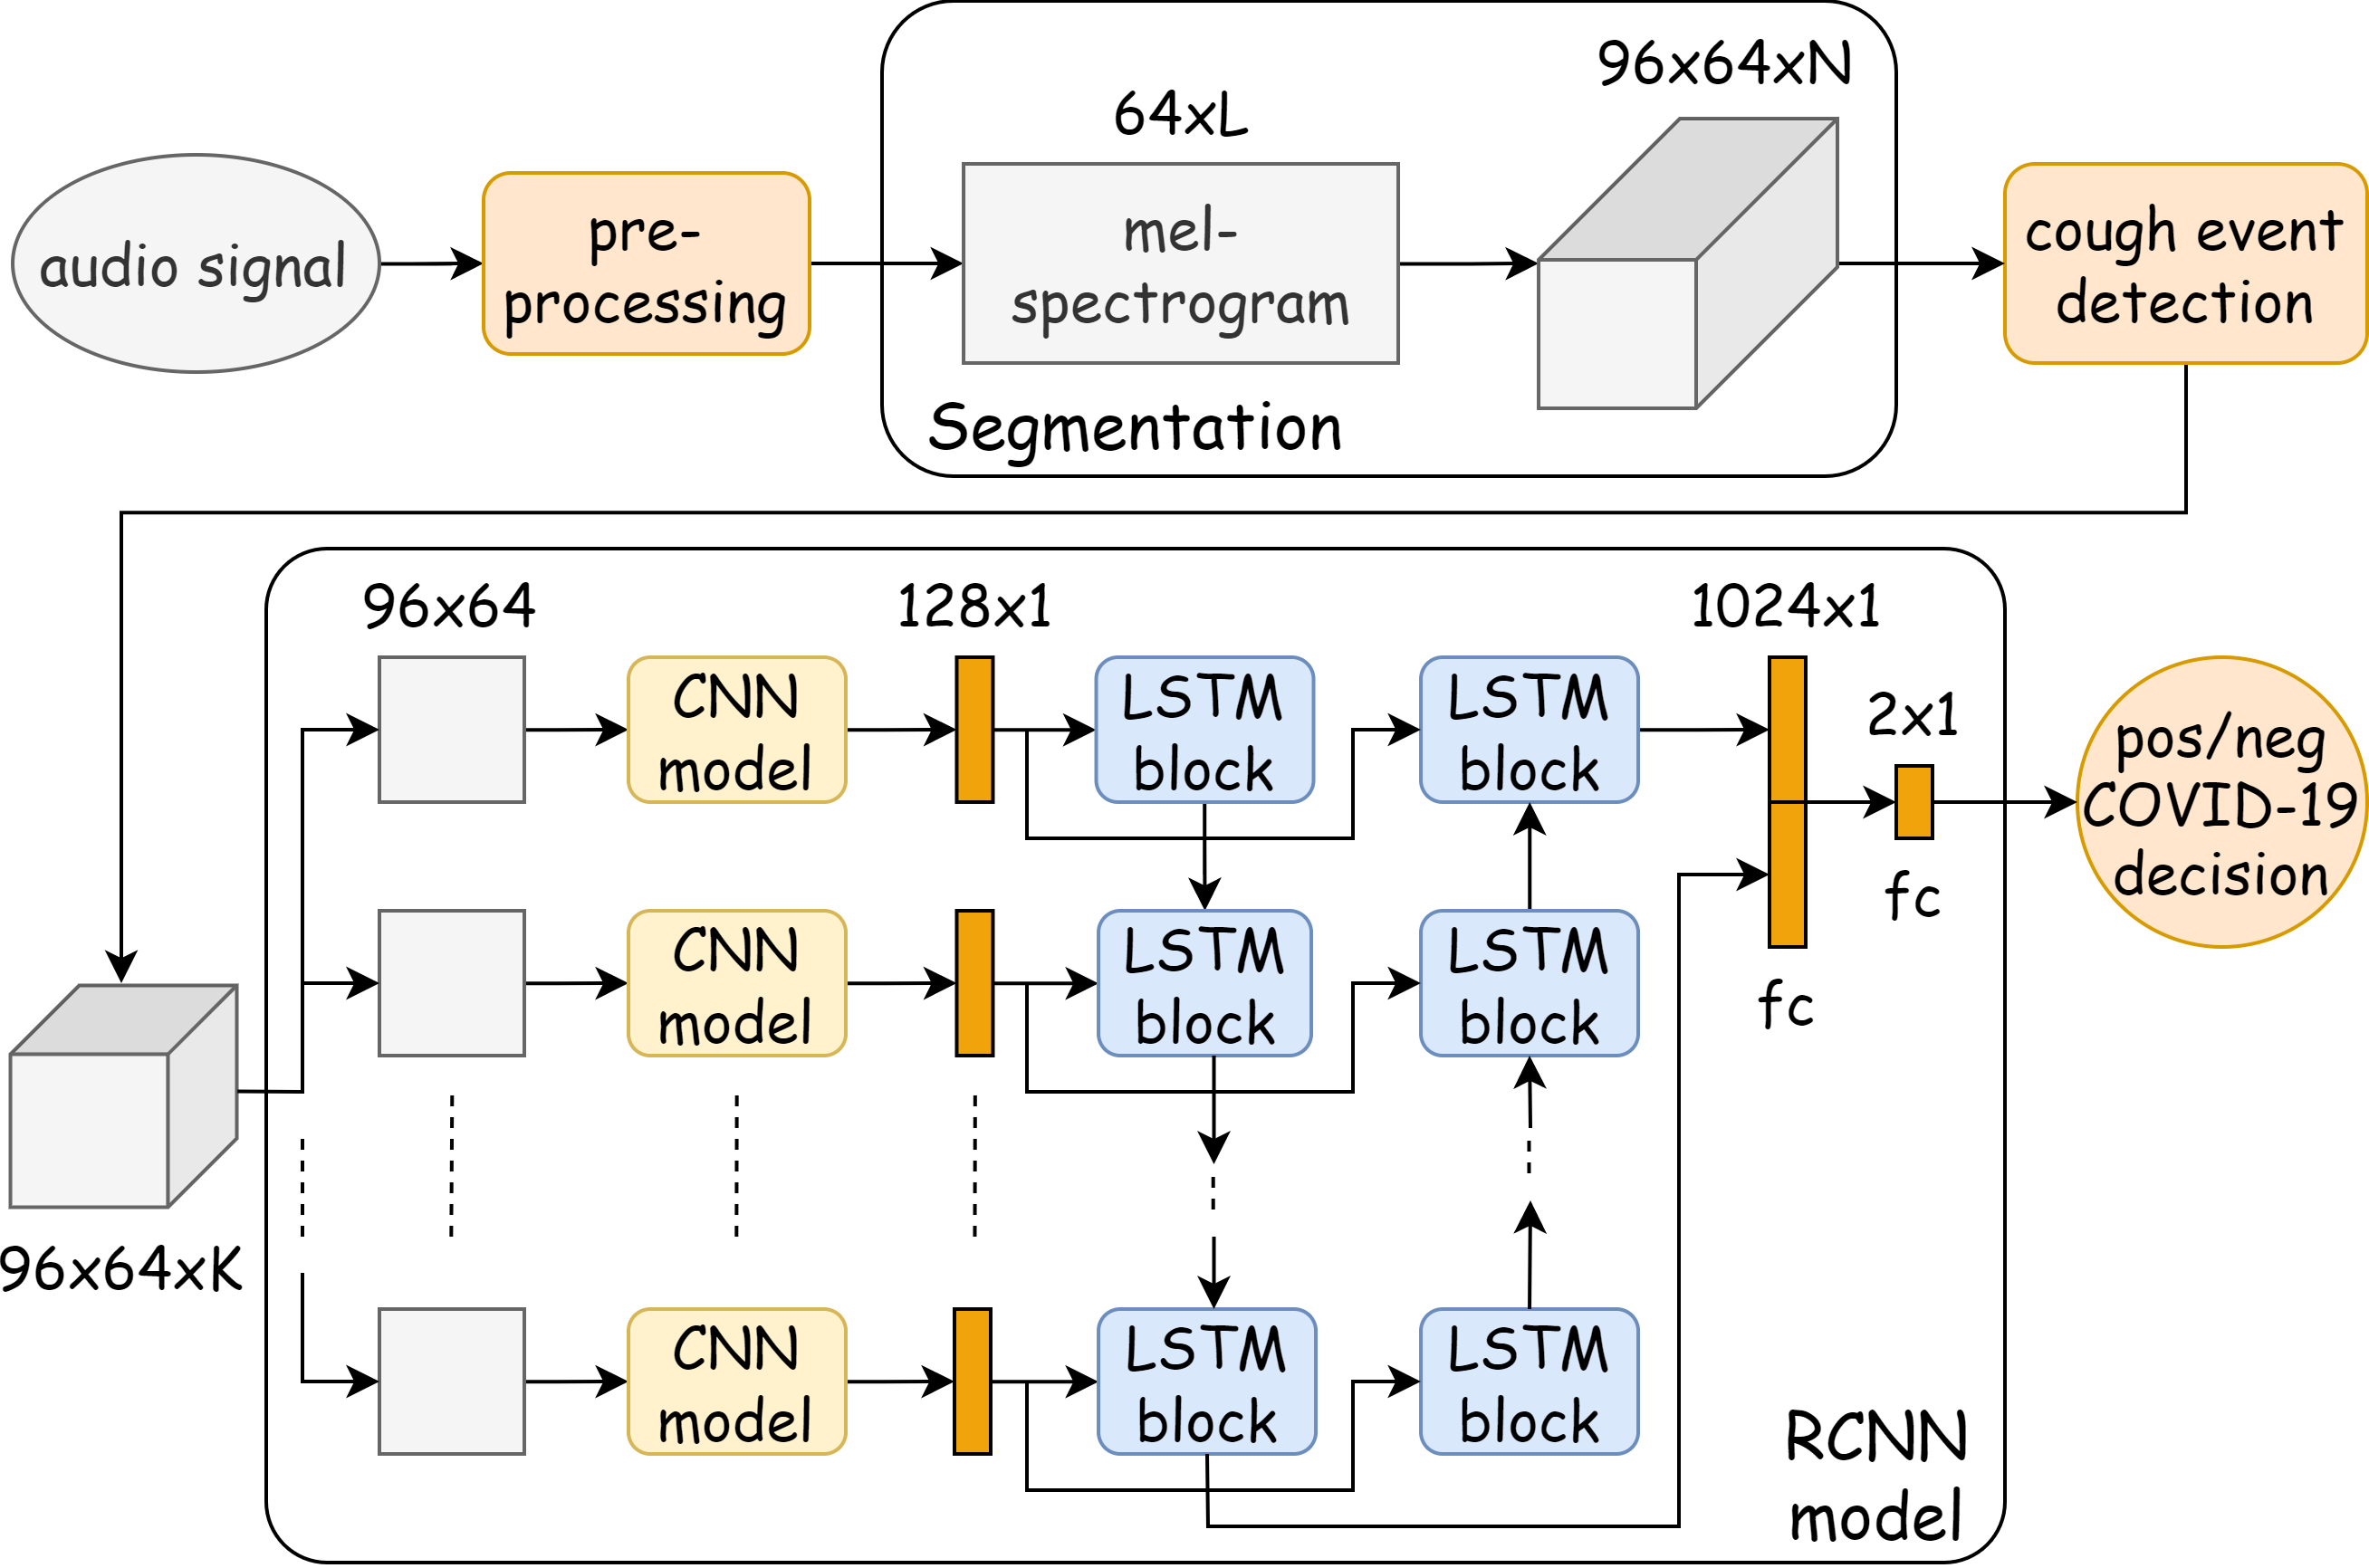 audio signal
pre-
processing
64xL
mel-
spectrogram
96x64xN
Segmentation
cough event
detection
96x64xK
96x64
128x1
1024x1
CNN
model
LSTM
block
LSTM
block
2x1
fc
fc
pos/neg
COVID-19
decision
CNN
model
LSTM
block
LSTM
block
CNN
model
LSTM
block
LSTM
block
RCNN
model